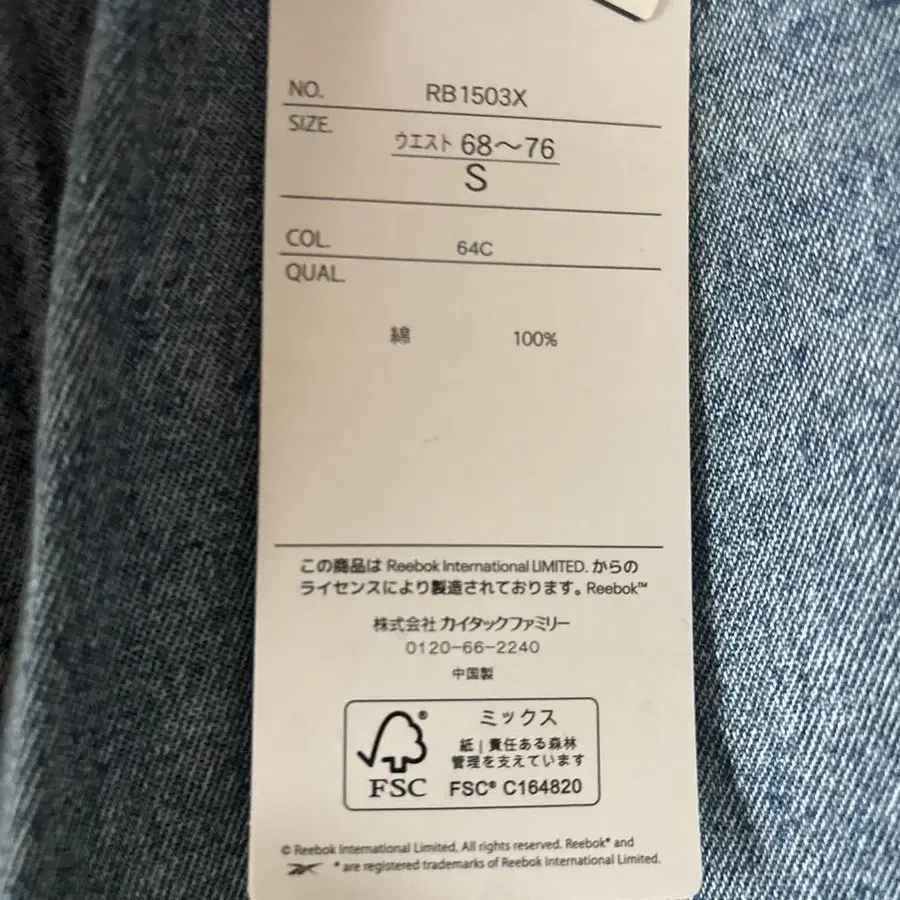 NO. RB1503X
SIZE. ウエスト 68〜76
S
COL. 64C
QUAL.
綿 100%
この商品は Reebok International LIMITED. からの
ライセンスにより製造されております。Reebok™
株式会社 カイタックファミリー
0120-66-2240
中国製
ミックス
紙 | 責任ある森林
管理を支えています
FSC® C164820
® FSC
© Reebok International Limited. All rights reserved. Reebok® and
® are registered trademarks of Reebok International Limited.